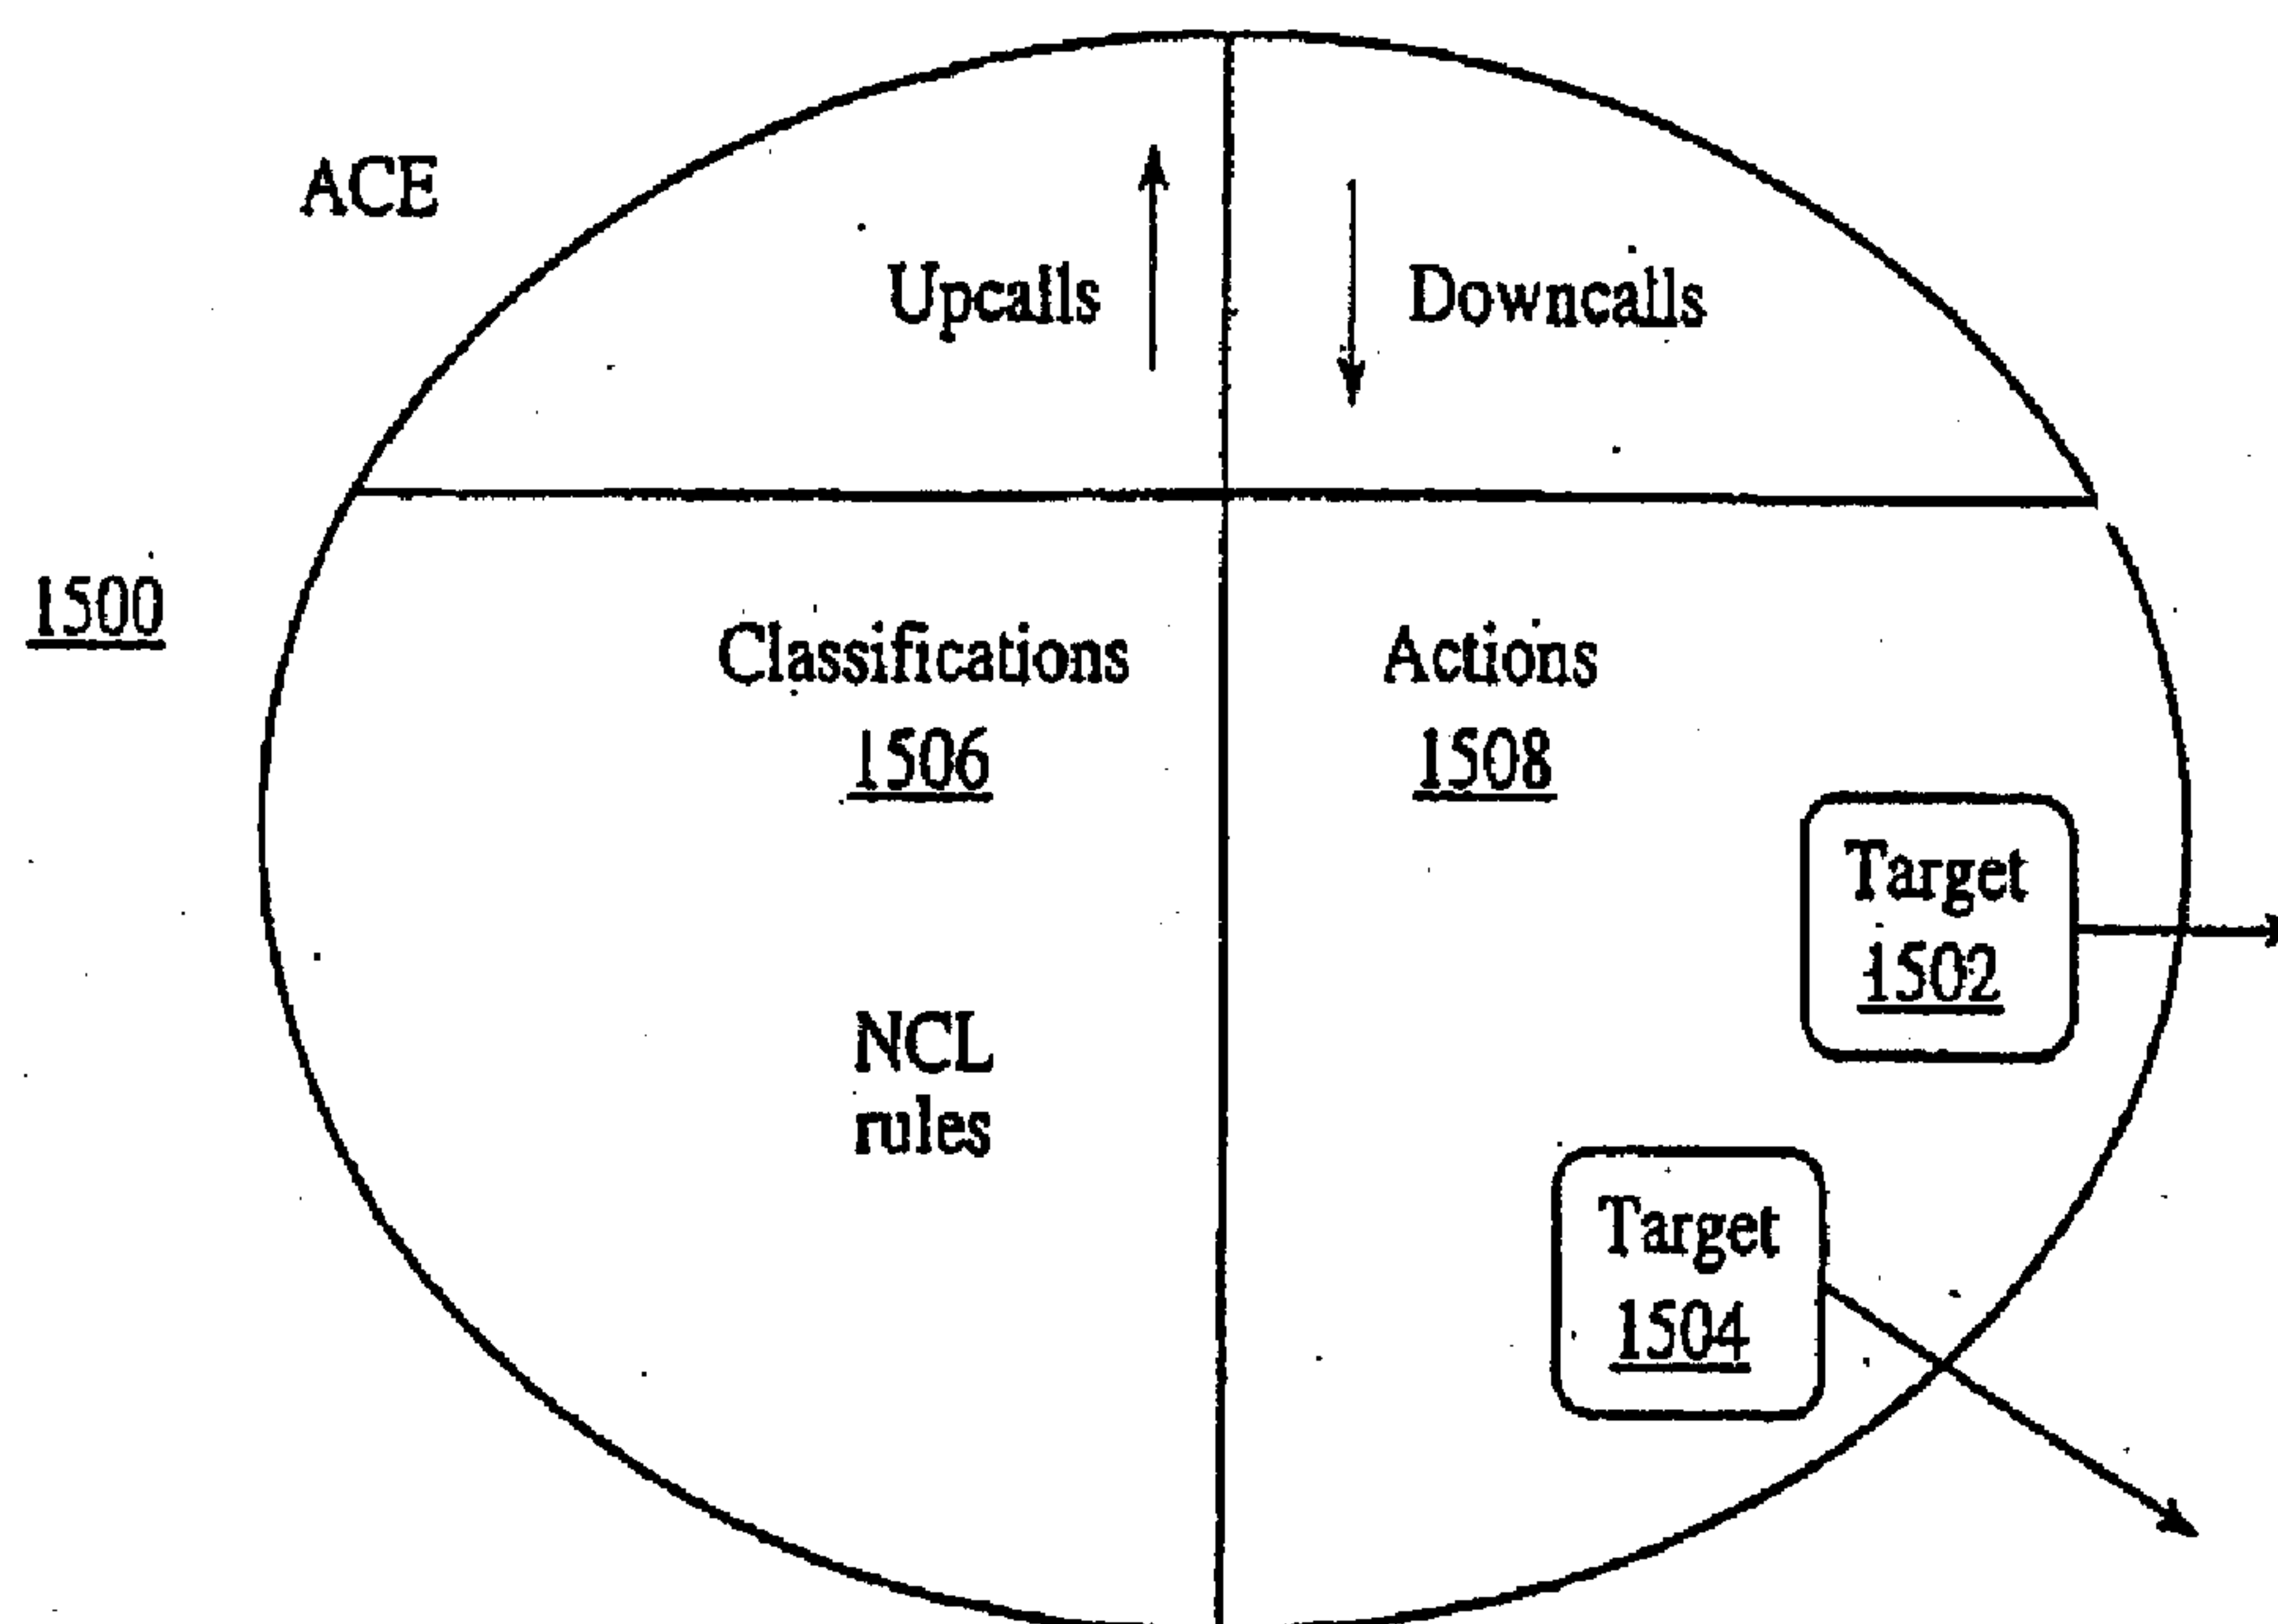 ACE
Upcalls
Downcalls
1500
Classifications
1506
Actions
1508
Target
1502
NCL
rules
Target
1504